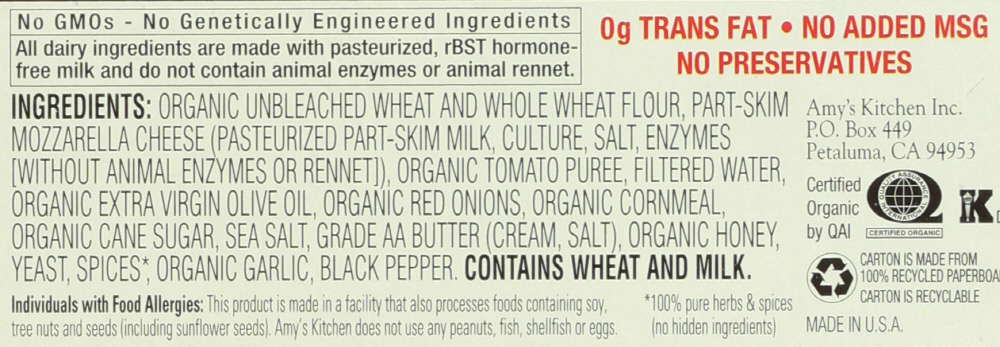 No GMOs - No Genetically Engineered Ingredients
All dairy ingredients are made with pasteurized, rBST hormone-
free milk and do not contain animal enzymes or animal rennet.
0g TRANS FAT • NO ADDED MSG
NO PRESERVATIVES
INGREDIENTS: ORGANIC UNBLEACHED WHEAT AND WHOLE WHEAT FLOUR, PART-SKIM
MOZZARELLA CHEESE (PASTEURIZED PART-SKIM MILK, CULTURE, SALT, ENZYMES
[WITHOUT ANIMAL ENZYMES OR RENNET]), ORGANIC TOMATO PUREE, FILTERED WATER,
ORGANIC EXTRA VIRGIN OLIVE OIL, ORGANIC RED ONIONS, ORGANIC CORNMEAL,
ORGANIC CANE SUGAR, SEA SALT, GRADE AA BUTTER (CREAM, SALT), ORGANIC HONEY,
YEAST, SPICES*, ORGANIC GARLIC, BLACK PEPPER. CONTAINS WHEAT AND MILK.
Individuals with Food Allergies: This product is made in a facility that also processes foods containing soy,
tree nuts and seeds (including sunflower seeds). Amy's Kitchen does not use any peanuts, fish, shellfish or eggs.
*100% pure herbs & spices
(no hidden ingredients)
Amy's Kitchen Inc.
P.O. Box 449
Petaluma, CA 94953
Certified
Organic
by QAI
QUALITY ASSURANCE
INTERNATIONAL
CERTIFIED ORGANIC
K
CARTON IS MADE FROM
100% RECYCLED PAPERBOA
CARTON IS RECYCLABLE
MADE IN U.S.A.